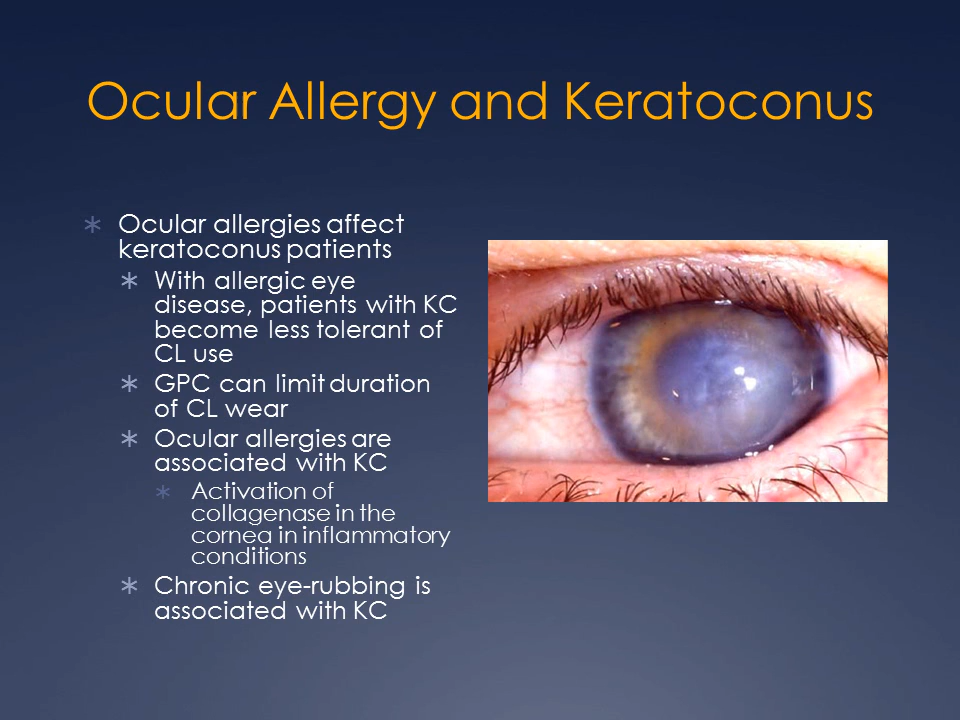 Ocular Allergy and Keratoconus
Ocular allergies affect
keratoconus patients
With allergic eye
disease, patients with KC
become less tolerant of
CL use
GPC can limit duration
of CL wear
Ocular allergies are
associated with KC
Activation of
collagenase in the
cornea in inflammatory
conditions
Chronic eye-rubbing is
associated with KC